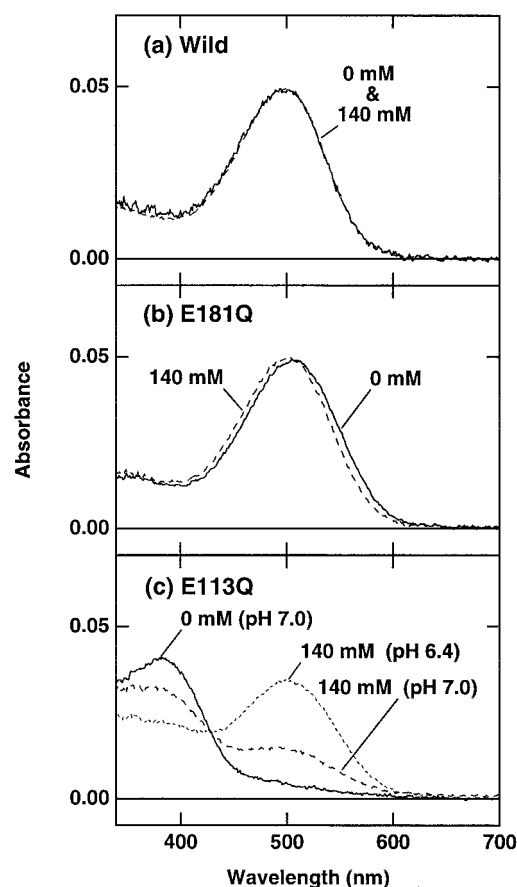 (a) Wild
0 mM
&
140 mM
0.05
0.00
(b) E181Q
140 mM
0 mM
0.05
0.00
Absorbance
(c) E113Q
0 mM (pH 7.0)
140 mM (pH 6.4)
140 mM (pH 7.0)
0.05
0.00
400 500 600 700
Wavelength (nm)